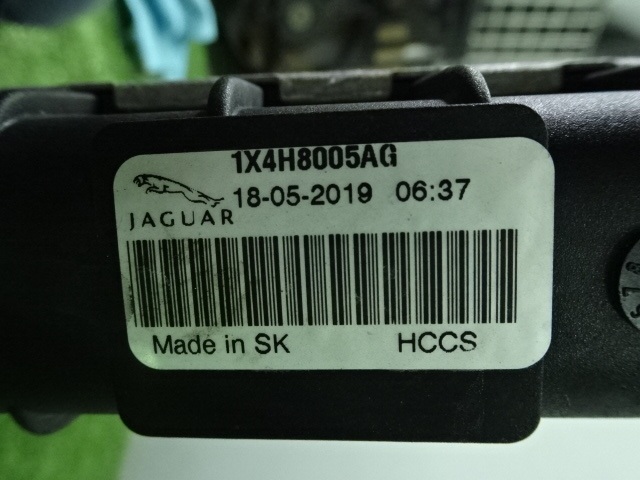 1X4H8005AG
18-05-2019 06:37
JAGUAR
Made in SK HCCS